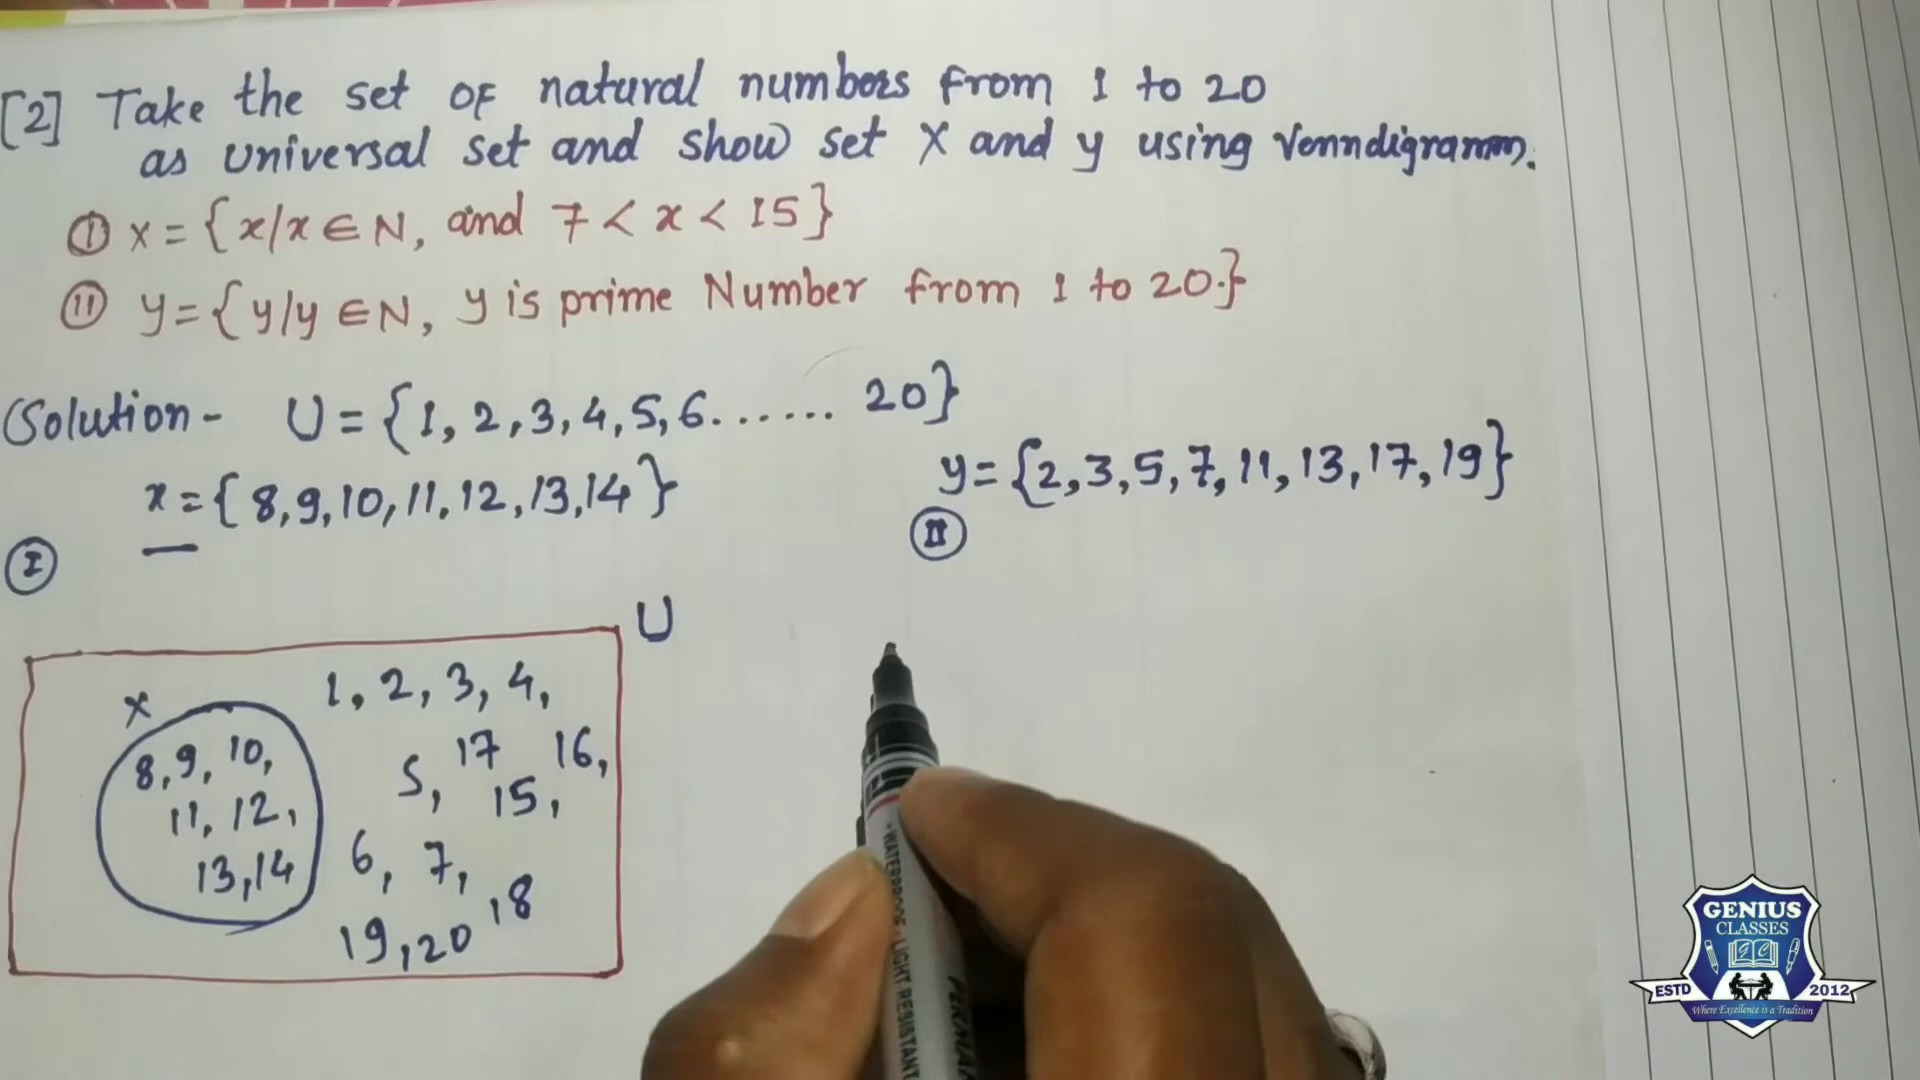 [2] Take the set of natural numbers from 1 to 20
as universal set and show set X and y using Venndigramm.
(I) X = {x/x ∈ N, and 7 < x < 15}
(II) y = {y/y ∈ N, y is prime Number from 1 to 20.}
Solution - U = {1, 2, 3, 4, 5, 6....... 20}
x = {8, 9, 10, 11, 12, 13, 14}
y = {2, 3, 5, 7, 11, 13, 17, 19}
(I)
(II)
U
X
1, 2, 3, 4,
8, 9, 10,
5, 17 16,
15,
11, 12,
13, 14
6, 7,
18
19, 20
WATERPROOF · LIGHT RESISTANT
GENIUS
CLASSES
GC
ESTD 2012
Where Excellence is a Tradition